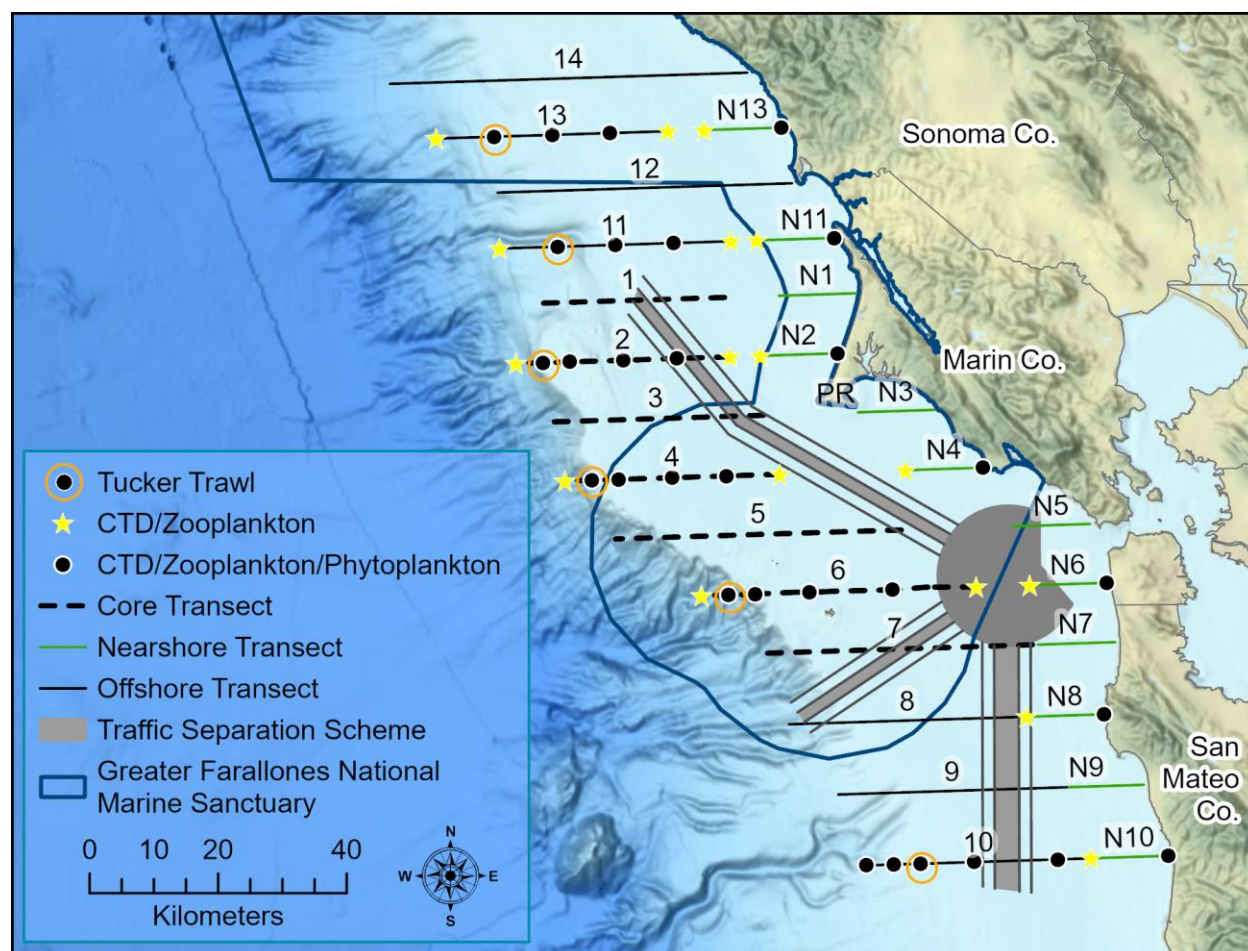 14
13
N13
Sonoma Co.
12
11
N11
1
N1
2
N2
Marin Co.
PR
N3
3
4
N4
5
N5
6
N6
7
N7
8
N8
9
N9
San
Mateo
Co.
10
N10
Tucker Trawl
CTD/Zooplankton
CTD/Zooplankton/Phytoplankton
Core Transect
Nearshore Transect
Offshore Transect
Traffic Separation Scheme
Greater Farallones National
Marine Sanctuary
0 10 20 40
Kilometers
N
W E
S